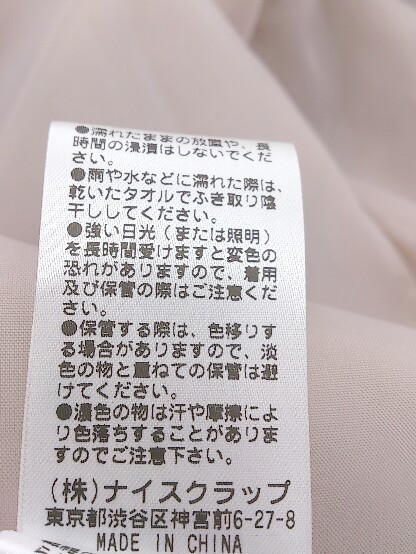 ●濡れたままの放置や、長
時間の浸漬はしないでくだ
さい。
●雨や水などに濡れた際は、
乾いたタオルでふき取り陰
干ししてください。
●強い日光（または照明）
を長時間受けますと変色の
恐れがありますので、着用
及び保管の際はご注意くだ
さい。
●保管する際は、色移りす
る場合がありますので、淡
色の物と重ねての保管は避
けてください。
●濃色の物は汗や摩擦によ
り色落ちすることがありま
すのでご注意下さい。
(株)ナイスクラップ
東京都渋谷区神宮前6-27-8
MADE IN CHINA